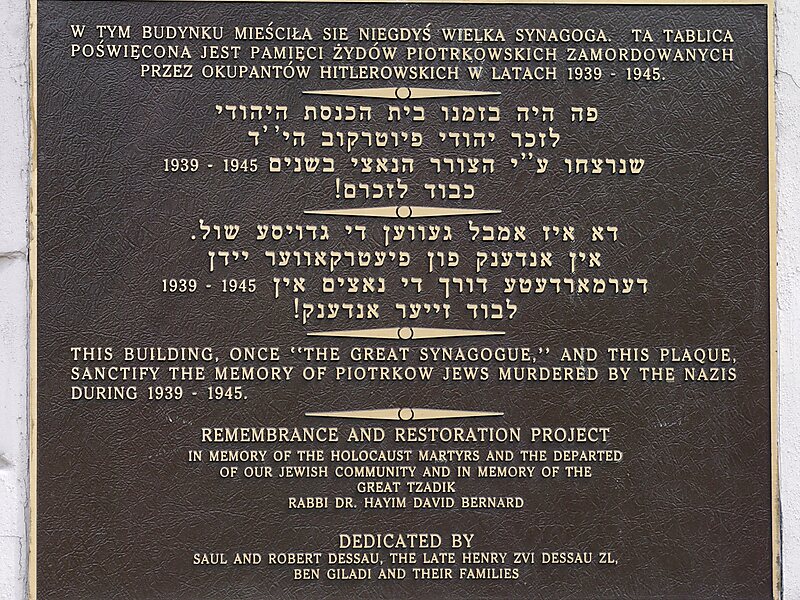 W TYM BUDYNKU MIEŚCIŁA SIE NIEGDYŚ WIELKA SYNAGOGA. TA TABLICA
POŚWIĘCONA JEST PAMIĘCI ŻYDÓW PIOTRKOWSKICH ZAMORDOWANYCH
PRZEZ OKUPANTÓW HITLEROWSKICH W LATACH 1939 - 1945.
פה היה בזמנו בית הכנסת היהודי
לזכר יהודי פיוטרקוב הי''ד
שנרצחו ע''י הצורר הנאצי בשנים 1945 - 1939
כבוד לזכרם!
דא איז אמבל געווען די גדויסע שול.
אין אנדענק פון פיעטרקאווער יידן
דערמארדעטע דורך די נאצים אין 1945 - 1939
לבוד זייער אנדענק!
THIS BUILDING, ONCE "THE GREAT SYNAGOGUE," AND THIS PLAQUE,
SANCTIFY THE MEMORY OF PIOTRKOW JEWS MURDERED BY THE NAZIS
DURING 1939 - 1945.
REMEMBRANCE AND RESTORATION PROJECT
IN MEMORY OF THE HOLOCAUST MARTYRS AND THE DEPARTED
OF OUR JEWISH COMMUNITY AND IN MEMORY OF THE
GREAT TZADIK
RABBI DR. HAYIM DAVID BERNARD
DEDICATED BY
SAUL AND ROBERT DESSAU, THE LATE HENRY ZVI DESSAU ZL,
BEN GILADI AND THEIR FAMILIES